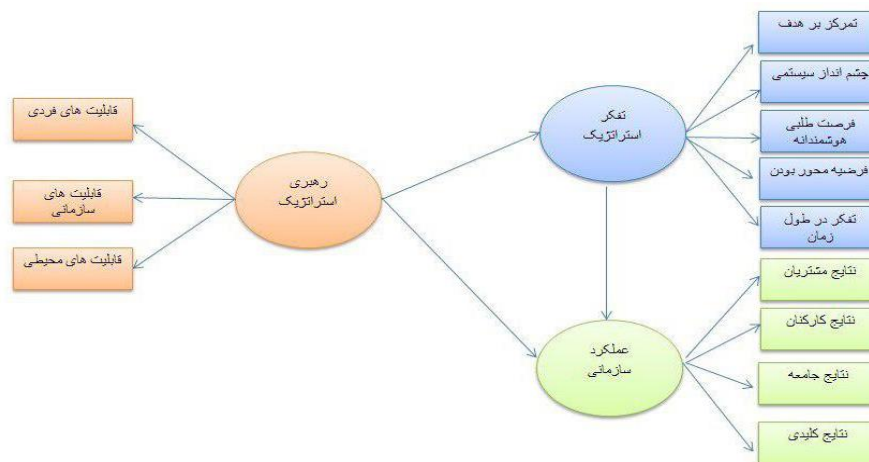 تمرکز بر هدف
چشم انداز سیستمی
فرصت طلبی
هوشمندانه
فرضیه محور بودن
تفکر در طول
زمان
تفکر
استراتژیک
رهبری
استراتژیک
قابلیت های فردی
قابلیت های
سازمانی
قابلیت های محیطی
عملکرد
سازمانی
نتایج مشتریان
نتایج کارکنان
نتایج جامعه
نتایج کلیدی